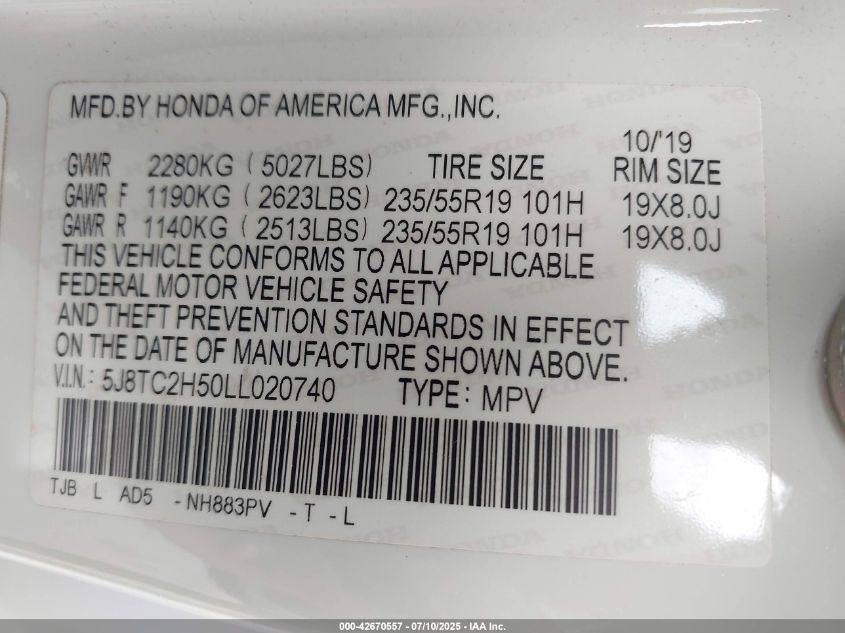 MFD.BY HONDA OF AMERICA MFG.,INC.
10/'19
GVWR 2280KG (5027LBS) TIRE SIZE RIM SIZE
GAWR F 1190KG (2623LBS) 235/55R19 101H 19X8.0J
GAWR R 1140KG (2513LBS) 235/55R19 101H 19X8.0J
THIS VEHICLE CONFORMS TO ALL APPLICABLE
FEDERAL MOTOR VEHICLE SAFETY
AND THEFT PREVENTION STANDARDS IN EFFECT
ON THE DATE OF MANUFACTURE SHOWN ABOVE.
V.I.N.: 5J8TC2H50LL020740 TYPE: MPV
TJB L AD5 -NH883PV -T -L
000-42670557 - 07/10/2025 - IAA Inc.